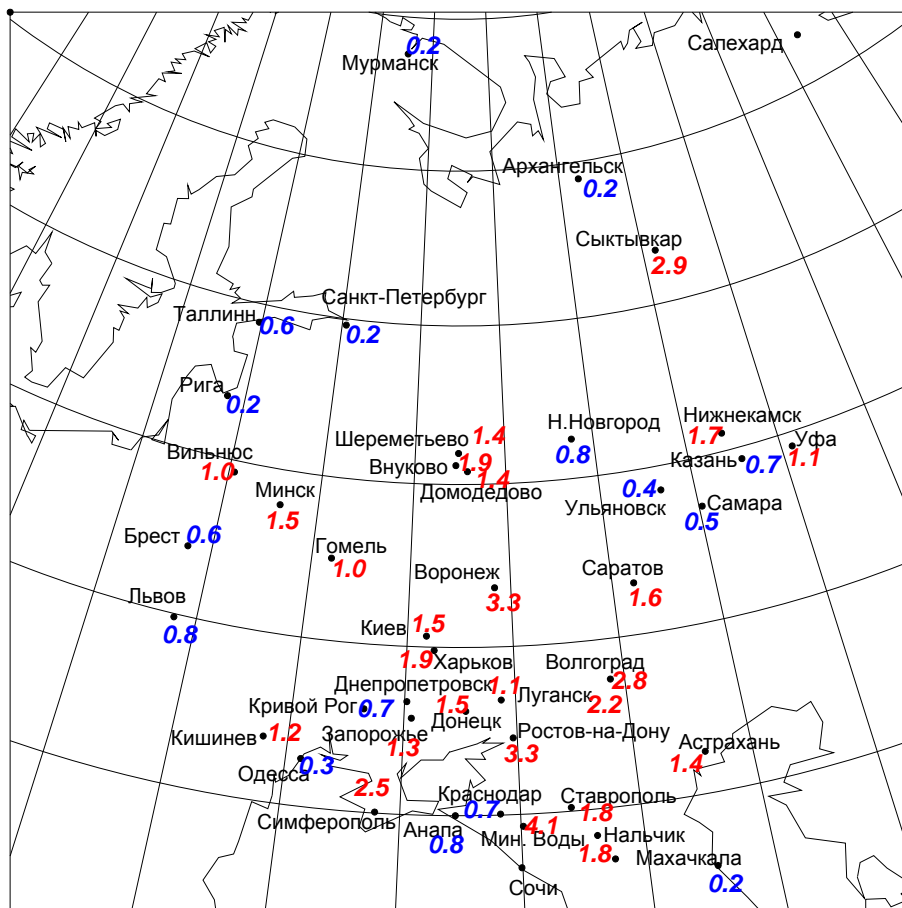 0.2
Мурманск
Салехард
Архангельск
0.2
Сыктывкар
2.9
Санкт-Петербург
Таллинн
0.6
0.2
Рига
0.2
Шереметьево
1.4
Н.Новгород
0.8
Нижнекамск
1.7
Уфа
1.1
Вильнюс
1.0
Внуково
1.9
Казань
0.7
1.4
Домодедово
Минск
1.5
0.4
Ульяновск
Самара
0.5
Брест
0.6
Гомель
1.0
Воронеж
3.3
Саратов
1.6
Львов
0.8
Киев
1.5
1.9
Харьков
Волгоград
2.8
2.2
Днепропетровск
1.1
Луганск
Кривой Рог
0.7
1.5
Донецк
Запорожье
1.3
Ростов-на-Дону
3.3
Кишинев
1.2
Одесса
0.3
Астрахань
1.4
2.5
Симферополь
Краснодар
0.7
Ставрополь
1.8
Анапа
0.8
4.1
Мин. Воды
Нальчик
1.8
Махачкала
0.2
Сочи